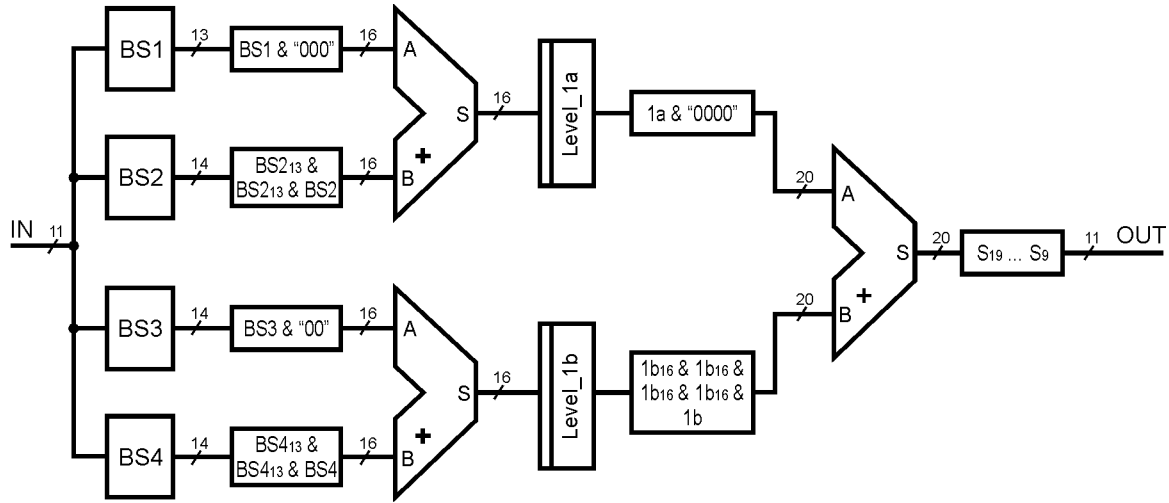 BS1
13
BS1 & “000”
16
A
BS2
14
BS2₁₃ &
BS2₁₃ & BS2
16
B
+
S
16
Level_1a
1a & “0000”
20
A
IN
11
S
20
S₁₉ ... S₉
11
OUT
BS3
14
BS3 & “00”
16
A
20
B
+
BS4
14
BS4₁₃ &
BS4₁₃ & BS4
16
B
+
S
16
Level_1b
1b₁₆ & 1b₁₆ &
1b₁₆ & 1b₁₆ &
1b